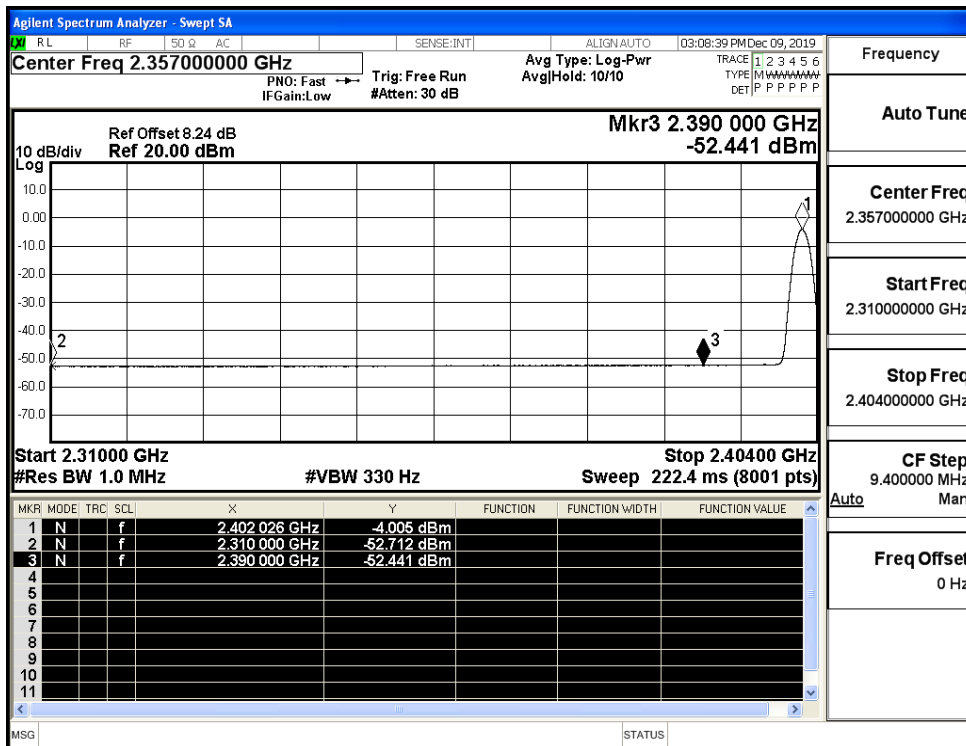 Agilent Spectrum Analyzer - Swept SA
LXI RL RF 50 Ω AC SENSE:INT ALIGN AUTO 03:08:39 PM Dec 09, 2019
Center Freq 2.357000000 GHz
PNO: Fast
IFGain:Low
Trig: Free Run
#Atten: 30 dB
Avg Type: Log-Pwr
Avg|Hold: 10/10
TRACE 1 2 3 4 5 6
TYPE M W W W W W
DET P P P P P P
Ref Offset 8.24 dB
10 dB/div Ref 20.00 dBm
Log
Mkr3 2.390 000 GHz
-52.441 dBm
10.0
0.00
-10.0
-20.0
-30.0
-40.0
-50.0
-60.0
-70.0
1
2
3
Start 2.31000 GHz Stop 2.40400 GHz
#Res BW 1.0 MHz #VBW 330 Hz Sweep 222.4 ms (8001 pts)
MKR MODE TRC SCL X Y FUNCTION FUNCTION WIDTH FUNCTION VALUE
1 N f 2.402 026 GHz -4.005 dBm
2 N f 2.310 000 GHz -52.712 dBm
3 N f 2.390 000 GHz -52.441 dBm
4
5
6
7
8
9
10
11
MSG STATUS
Frequency
Auto Tune
Center Freq
2.357000000 GHz
Start Freq
2.310000000 GHz
Stop Freq
2.404000000 GHz
CF Step
9.400000 MHz
Auto Man
Freq Offset
0 Hz